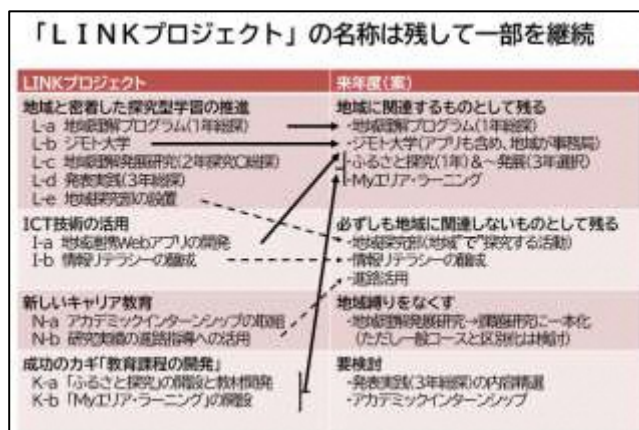 「ＬＩＮＫプロジェクト」の名称は残して一部を継続
LINKプロジェクト
来年度(案)
地域と密着した探究型学習の推進
L-a 地域理解プログラム(1年総探)
L-b ジモト大学
L-c 地域理解発展研究(2年探究〇総探)
L-d 発表実践(3年総探)
L-e 地域探究部の設置
地域に関連するものとして残る
・地域理解プログラム(1年総探)
・ジモト大学(アプリも含め、地域が事務局)
・ふるさと探究(1年)&〜発展(3年選択)
・Myエリア・ラーニング
ICT技術の活用
I-a 地域連携Webアプリの開発
I-b 情報リテラシーの醸成
必ずしも地域に関連しないものとして残る
・地域探究部(地域"で"探究する活動)
・情報リテラシーの醸成
・進路活用
新しいキャリア教育
N-a アカデミックインターンシップの取組
N-b 研究実績の進路指導への活用
地域縛りをなくす
・地域理解発展研究→課題研究に一本化
(ただし一般コースと区別化は検討)
成功のカギ「教育課程の開発」
K-a 「ふるさと探究」の開設と教材開発
K-b 「Myエリア・ラーニング」の開設
要検討
・発表実践(3年総探)の内容精選
・アカデミックインターンシップ